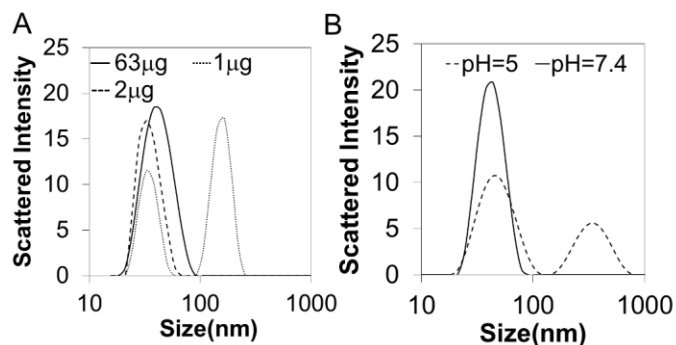 A
Scattered Intensity
25
20
15
10
5
0
63μg
1μg
2μg
10
100
1000
Size(nm)
B
Scattered Intensity
25
20
15
10
5
0
pH=5
pH=7.4
10
100
1000
Size(nm)